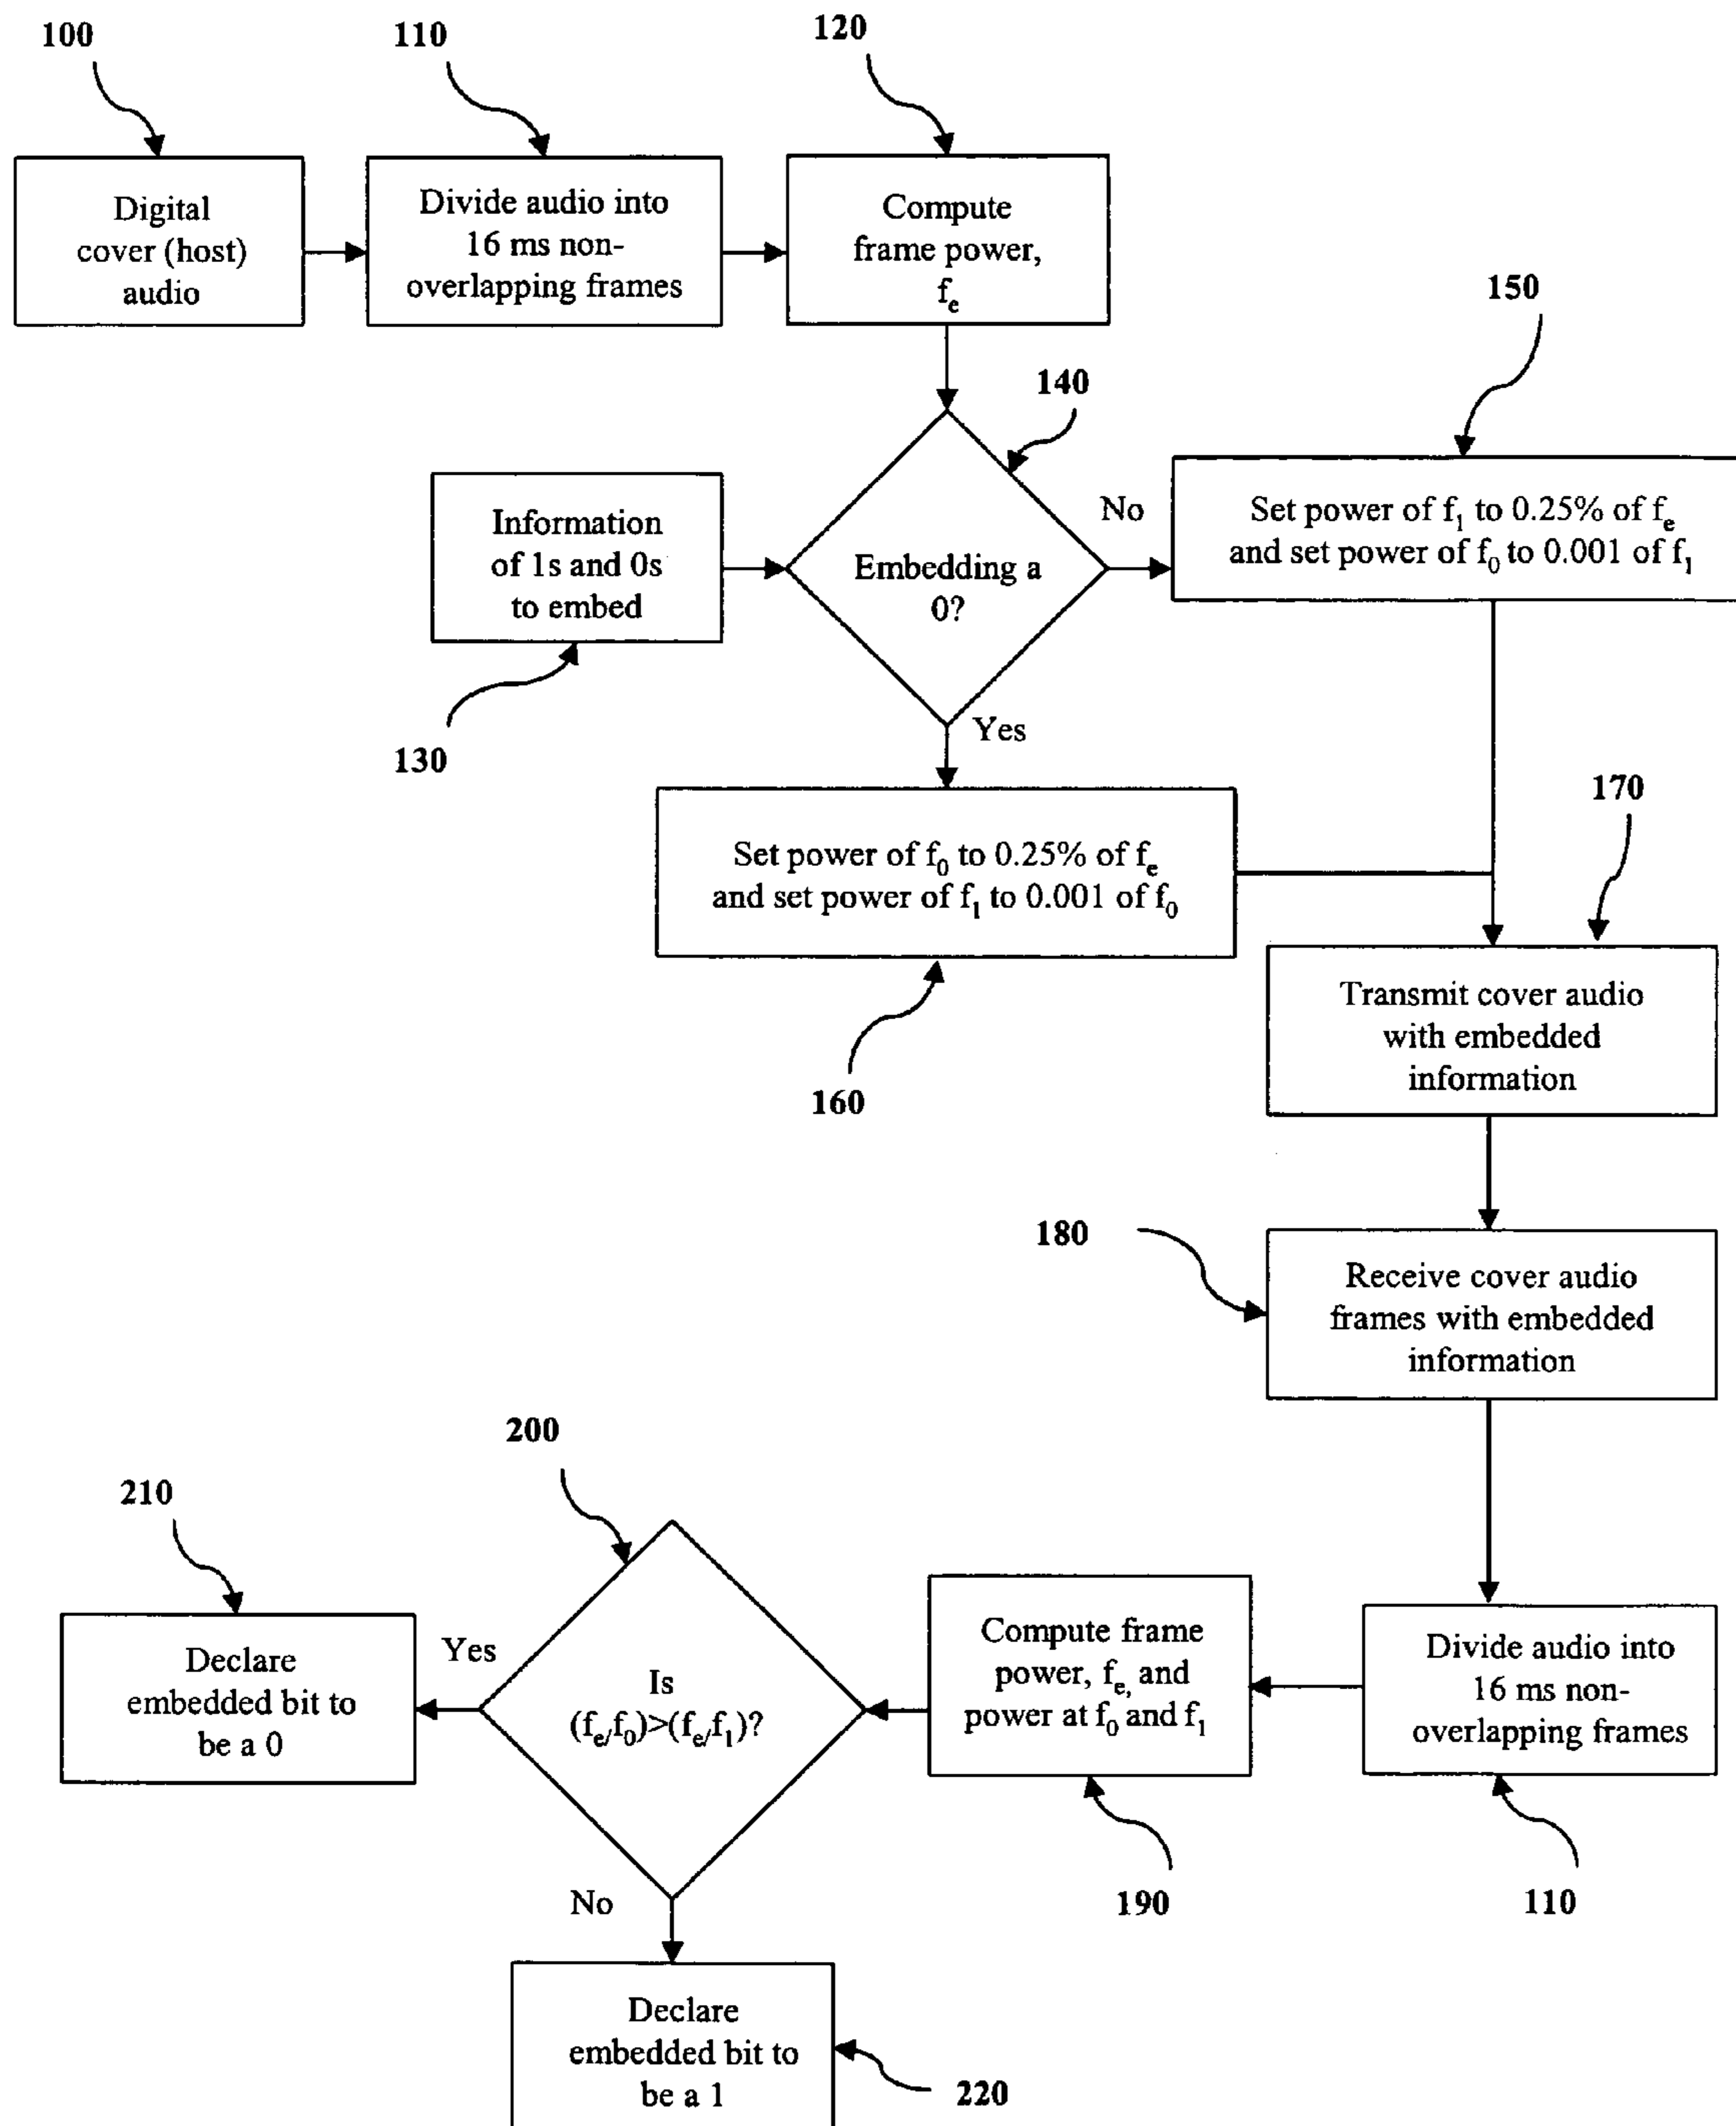 100
110
120
Digital
cover (host)
audio
Divide audio into
16 ms non-
overlapping frames
Compute
frame power,
fₑ
150
140
Information
of 1s and 0s
to embed
Embedding a
0?
No
Set power of f₁ to 0.25% of fₑ
and set power of f₀ to 0.001 of f₁
130
Yes
170
Set power of f₀ to 0.25% of fₑ
and set power of f₁ to 0.001 of f₀
160
Transmit cover audio
with embedded
information
180
Receive cover audio
frames with embedded
information
200
210
Declare
embedded bit to
be a 0
Yes
Is
(fₑ/f₀)>(fₑ/f₁)?
Compute frame
power, fₑ, and
power at f₀ and f₁
Divide audio into
16 ms non-
overlapping frames
No
190
110
Declare
embedded bit to
be a 1
220